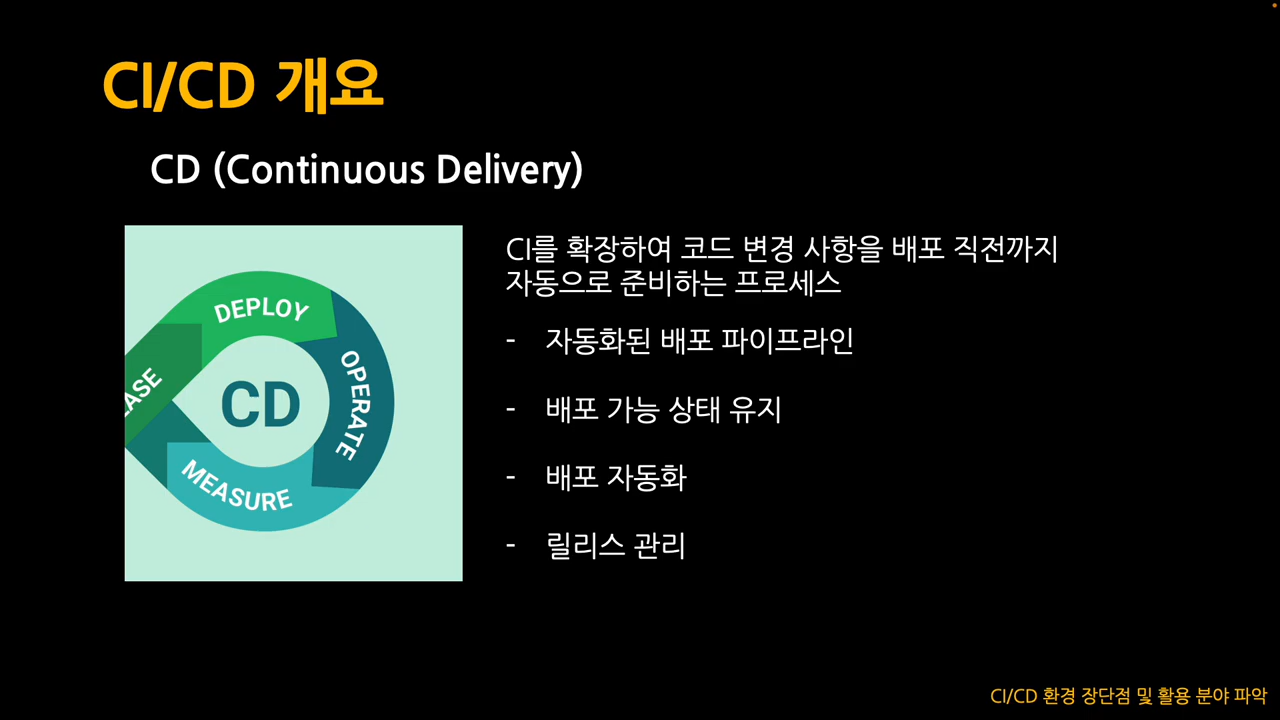 CI/CD 개요
CD (Continuous Delivery)
CI를 확장하여 코드 변경 사항을 배포 직전까지
자동으로 준비하는 프로세스
- 자동화된 배포 파이프라인
- 배포 가능 상태 유지
- 배포 자동화
- 릴리스 관리
DEPLOY
OPERATE
CD
EASE
MEASURE
CI/CD 환경 장단점 및 활용 분야 파악